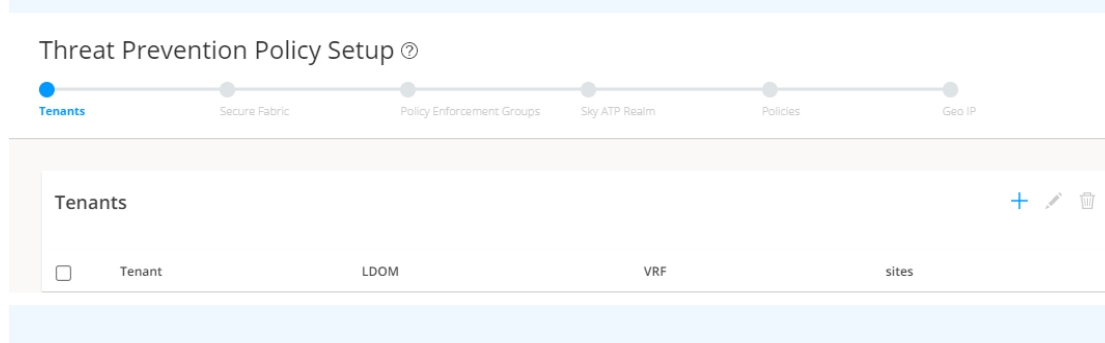 Threat Prevention Policy Setup ?
Tenants Secure Fabric Policy Enforcement Groups Sky ATP Realm Policies Geo IP
Tenants
Tenant LDOM VRF sites